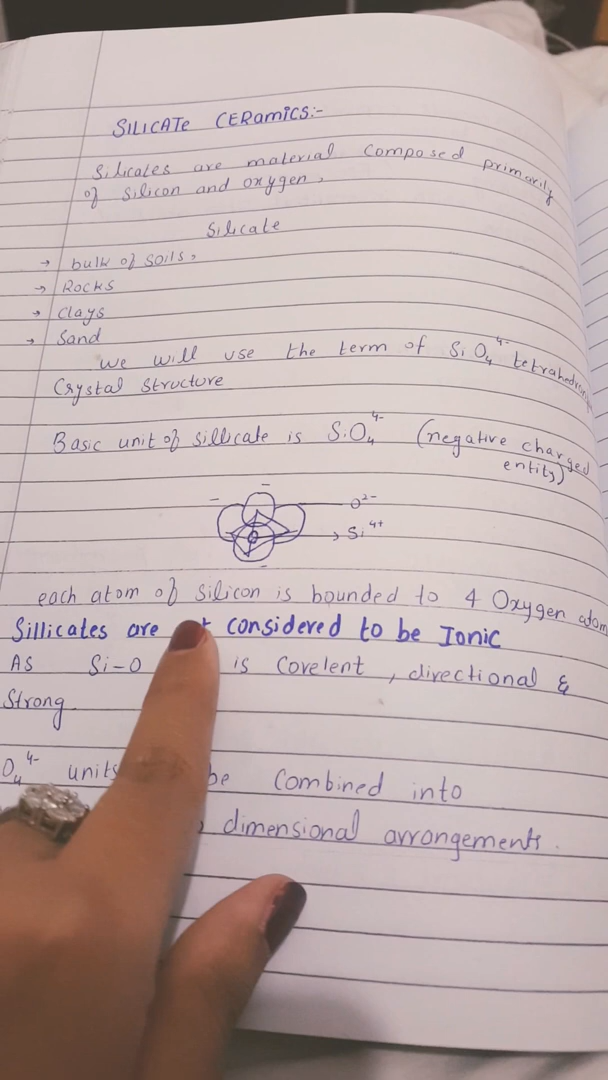 SILICATE CERAMICS:-
Silicates are material composed primarily
of silicon and oxygen.
Silicate
→ bulk of soils,
→ Rocks
→ Clays
→ Sand
we will use the term of SiO4 4- tetrahedron
Crystal Structure
Basic unit of sillicate is SiO4 4- (negative charged
entity)
- -
O2-
→ Si4+
-
each atom of silicon is bounded to 4 Oxygen atom
Sillicates are considered to be Ionic
As Si-O is Covelent, directional &
Strong
O4 4- units be Combined into
, dimensional arrangements.